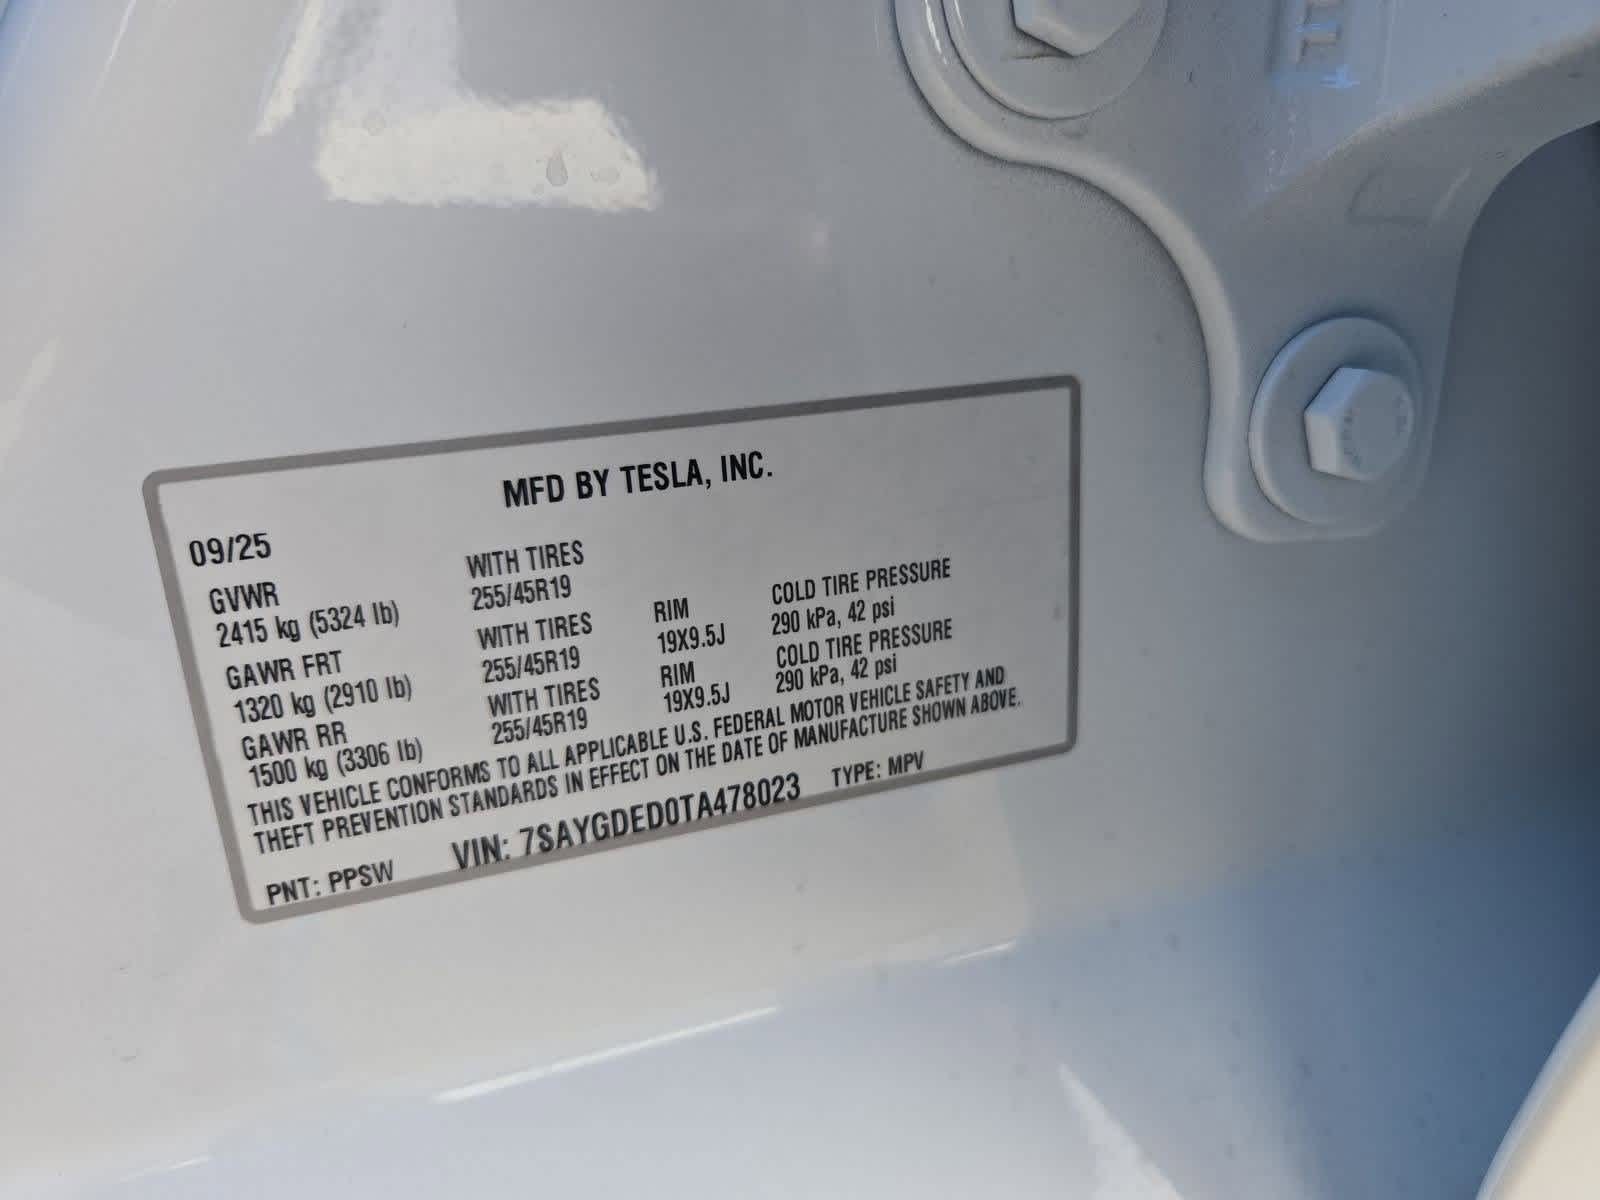 MFD BY TESLA, INC.
09/25
GVWR WITH TIRES
2415 kg (5324 lb) 255/45R19
GAWR FRT WITH TIRES RIM COLD TIRE PRESSURE
1320 kg (2910 lb) 255/45R19 19X9.5J 290 kPa, 42 psi
GAWR RR WITH TIRES RIM COLD TIRE PRESSURE
1500 kg (3306 lb) 255/45R19 19X9.5J 290 kPa, 42 psi
THIS VEHICLE CONFORMS TO ALL APPLICABLE U.S. FEDERAL MOTOR VEHICLE SAFETY AND
THEFT PREVENTION STANDARDS IN EFFECT ON THE DATE OF MANUFACTURE SHOWN ABOVE.
PNT: PPSW VIN: 7SAYGDED0TA478023 TYPE: MPV